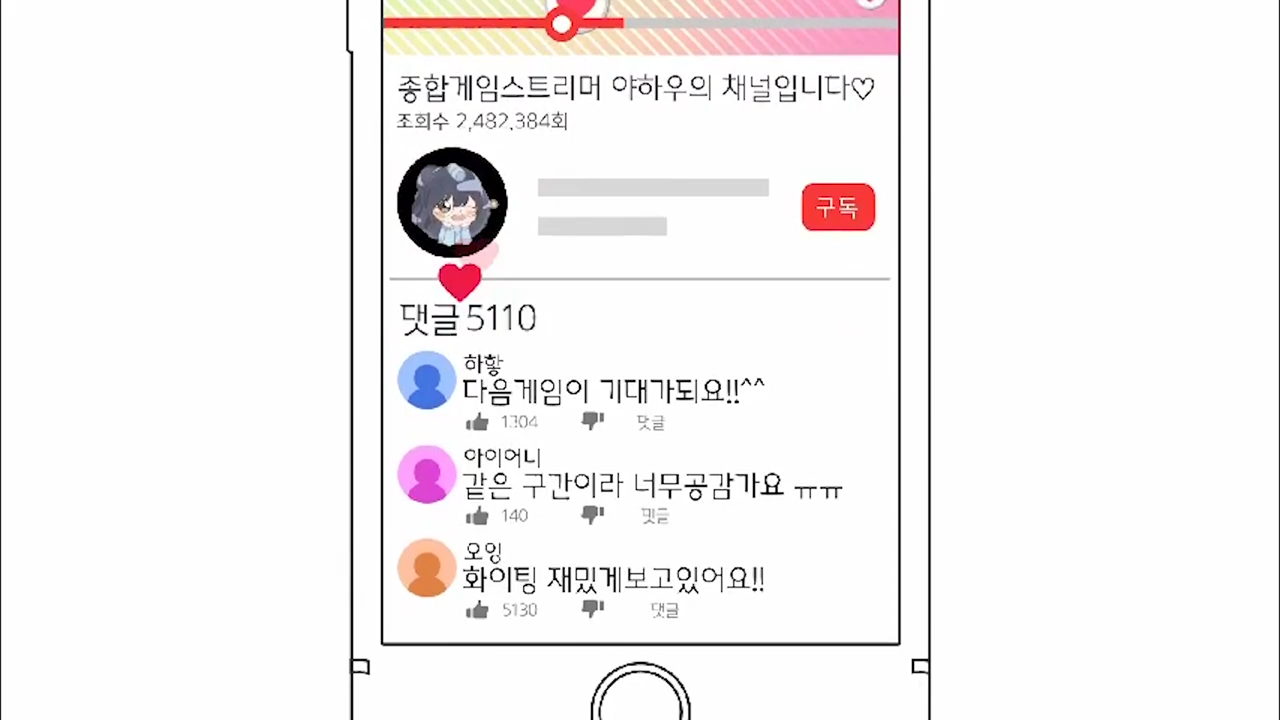 종합게임스트리머 야하우의 채널입니다♡
조회수 2,482,384회
구독
댓글 5110
하핳
다음게임이 기대가되요!!^^
1304 댓글
아이어니
같은 구간이라 너무공감가요 ㅠㅠ
140 댓글
오잉
화이팅 재밌게보고있어요!!
5130 댓글